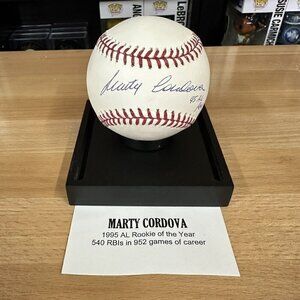 Marty Cordova
MARTY CORDOVA
1995 AL Rookie of the Year
540 RBIs in 952 games of career